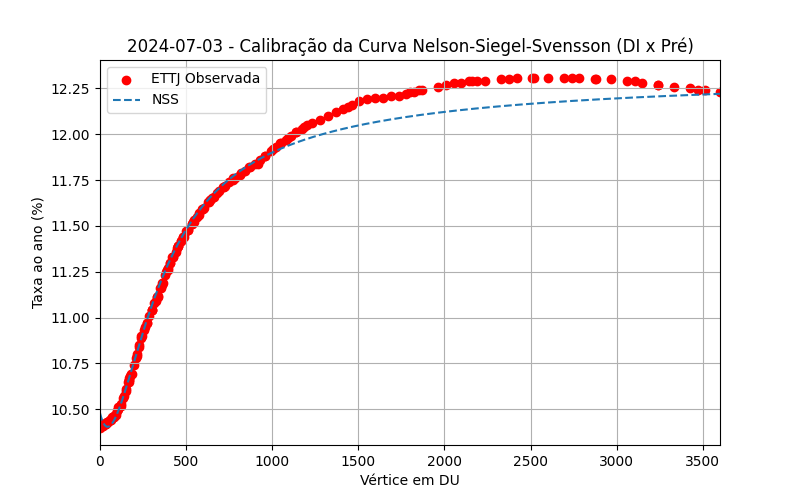 2024-07-03 - Calibração da Curva Nelson-Siegel-Svensson (DI x Pré)
ETTJ Observada
NSS
12.25
12.00
11.75
11.50
11.25
11.00
10.75
10.50
Taxa ao ano (%)
0 500 1000 1500 2000 2500 3000 3500
Vértice em DU